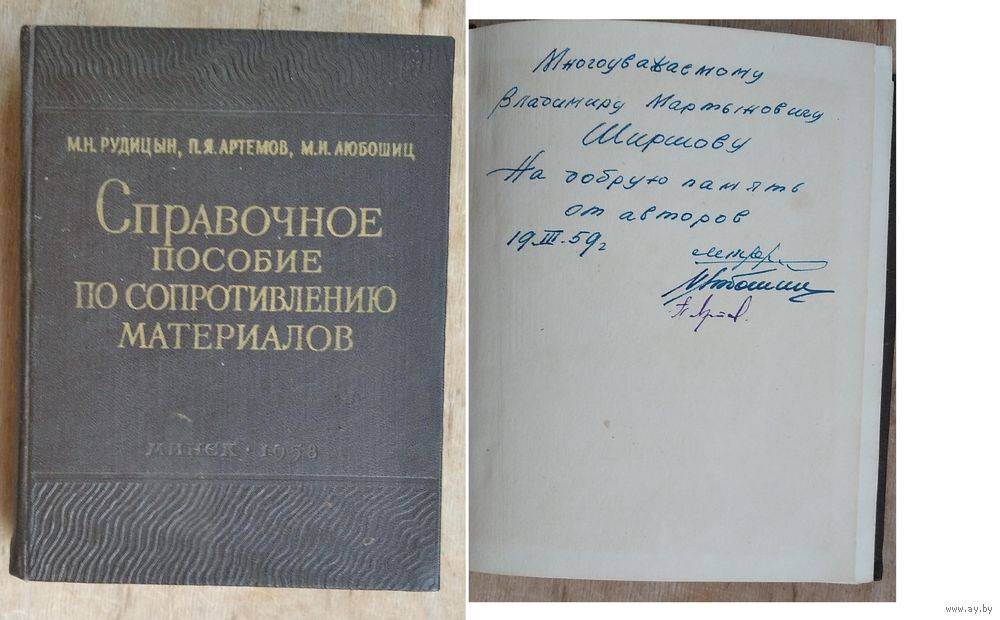 М.Н. РУДИЦЫН, П.Я. АРТЕМОВ, М.И. ЛЮБОШИЦ
СПРАВОЧНОЕ
ПОСОБИЕ
ПО СОПРОТИВЛЕНИЮ
МАТЕРИАЛОВ
МИНСК · 1958
Многоуважаемому
Владимиру Мартыновичу
Ширшову
На добрую память
от авторов
19 III. 59г
www.ay.by